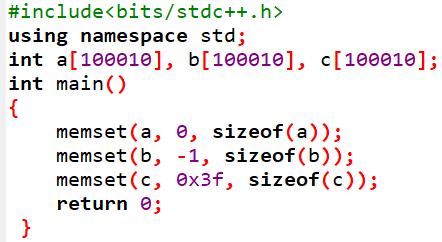 #include<bits/stdc++.h>
using namespace std;
int a[100010], b[100010], c[100010];
int main()
{
    memset(a, 0, sizeof(a));
    memset(b, -1, sizeof(b));
    memset(c, 0x3f, sizeof(c));
    return 0;
}